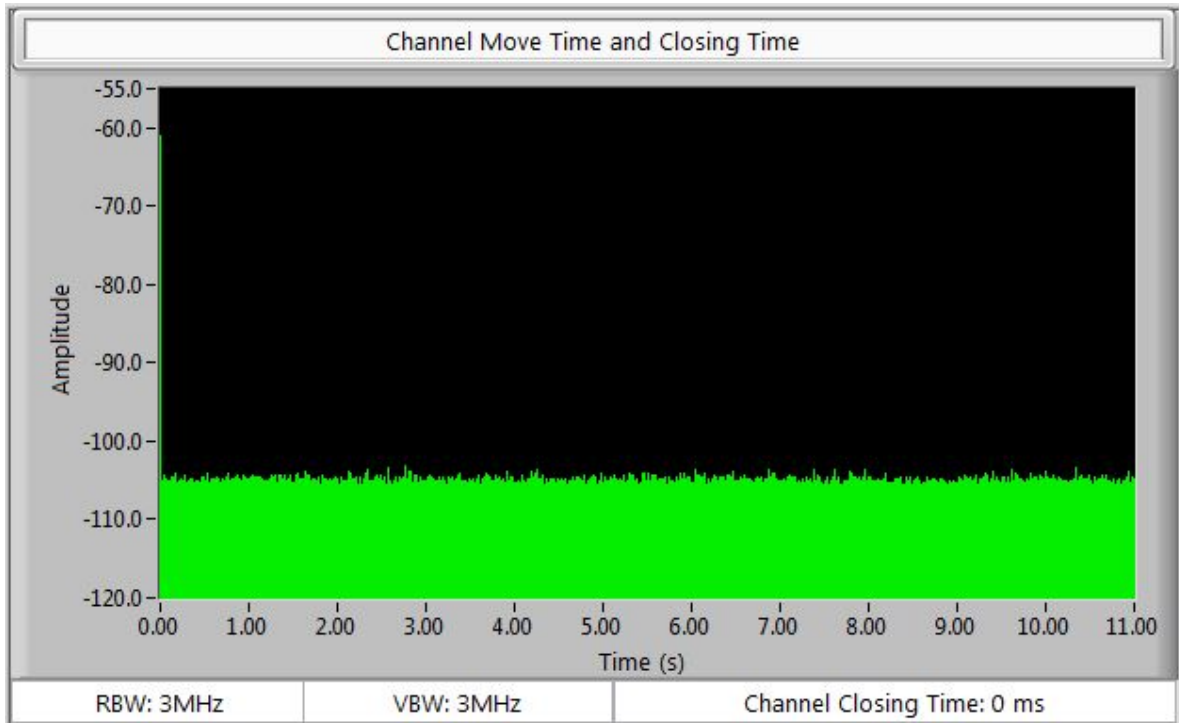 Channel Move Time and Closing Time
-55.0
-60.0
-70.0
-80.0
-90.0
-100.0
-110.0
-120.0
Amplitude
0.00 1.00 2.00 3.00 4.00 5.00 6.00 7.00 8.00 9.00 10.00 11.00
Time (s)
RBW: 3MHz VBW: 3MHz Channel Closing Time: 0 ms